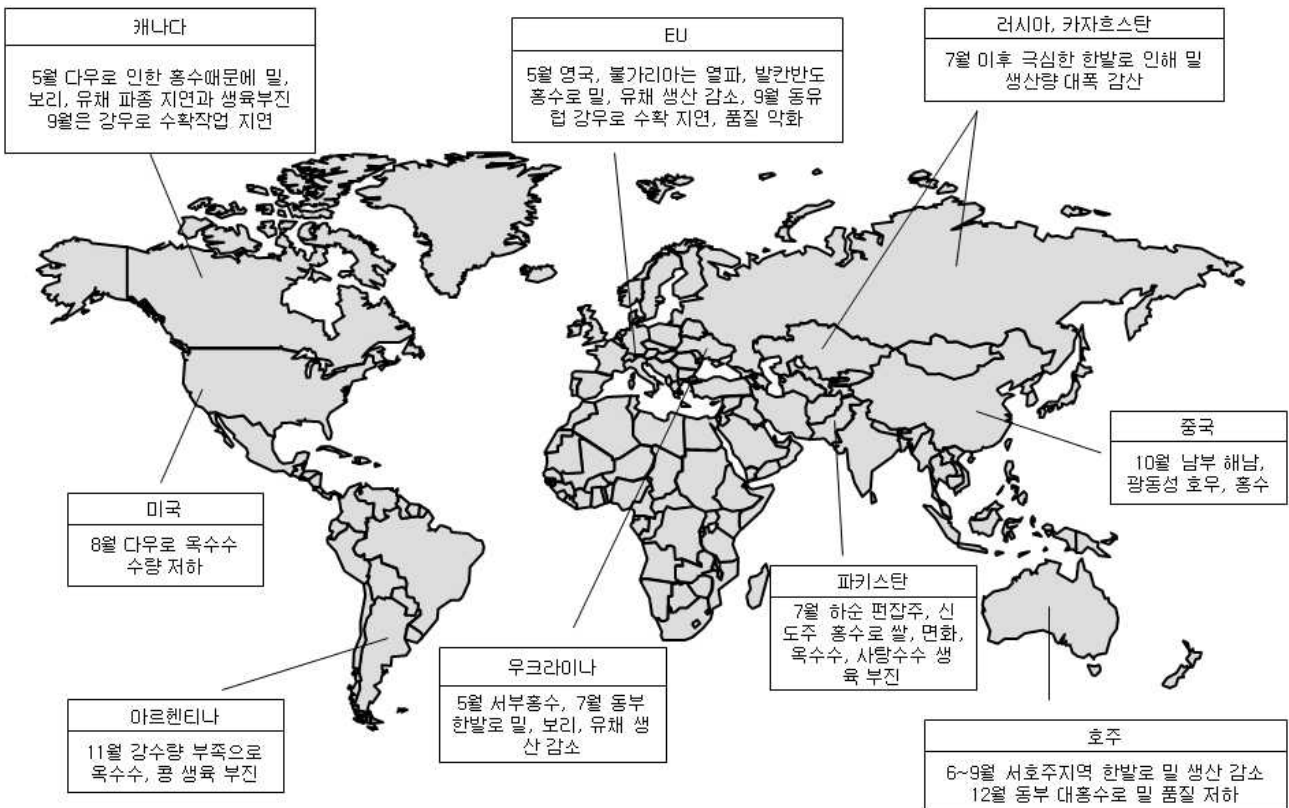 캐나다
5월 다우로 인한 홍수때문에 밀,
보리, 유채 파종 지연과 생육부진
9월은 강우로 수확작업 지연
EU
5월 영국, 불가리아는 열파, 발칸반도
홍수로 밀, 유채 생산 감소, 9월 동유
럽 강우로 수확 지연, 품질 악화
러시아, 카자흐스탄
7월 이후 극심한 한발로 인해 밀
생산량 대폭 감산
중국
10월 남부 해남,
광동성 호우, 홍수
미국
8월 다우로 옥수수
수량 저하
파키스탄
7월 하순 펀잡주, 신
도주 홍수로 쌀, 면화,
옥수수, 사탕수수 생
육 부진
우크라이나
5월 서부홍수, 7월 동부
한발로 밀, 보리, 유채 생
산 감소
아르헨티나
11월 강수량 부족으로
옥수수, 콩 생육 부진
호주
6~9월 서호주지역 한발로 밀 생산 감소
12월 동부 대홍수로 밀 품질 저하